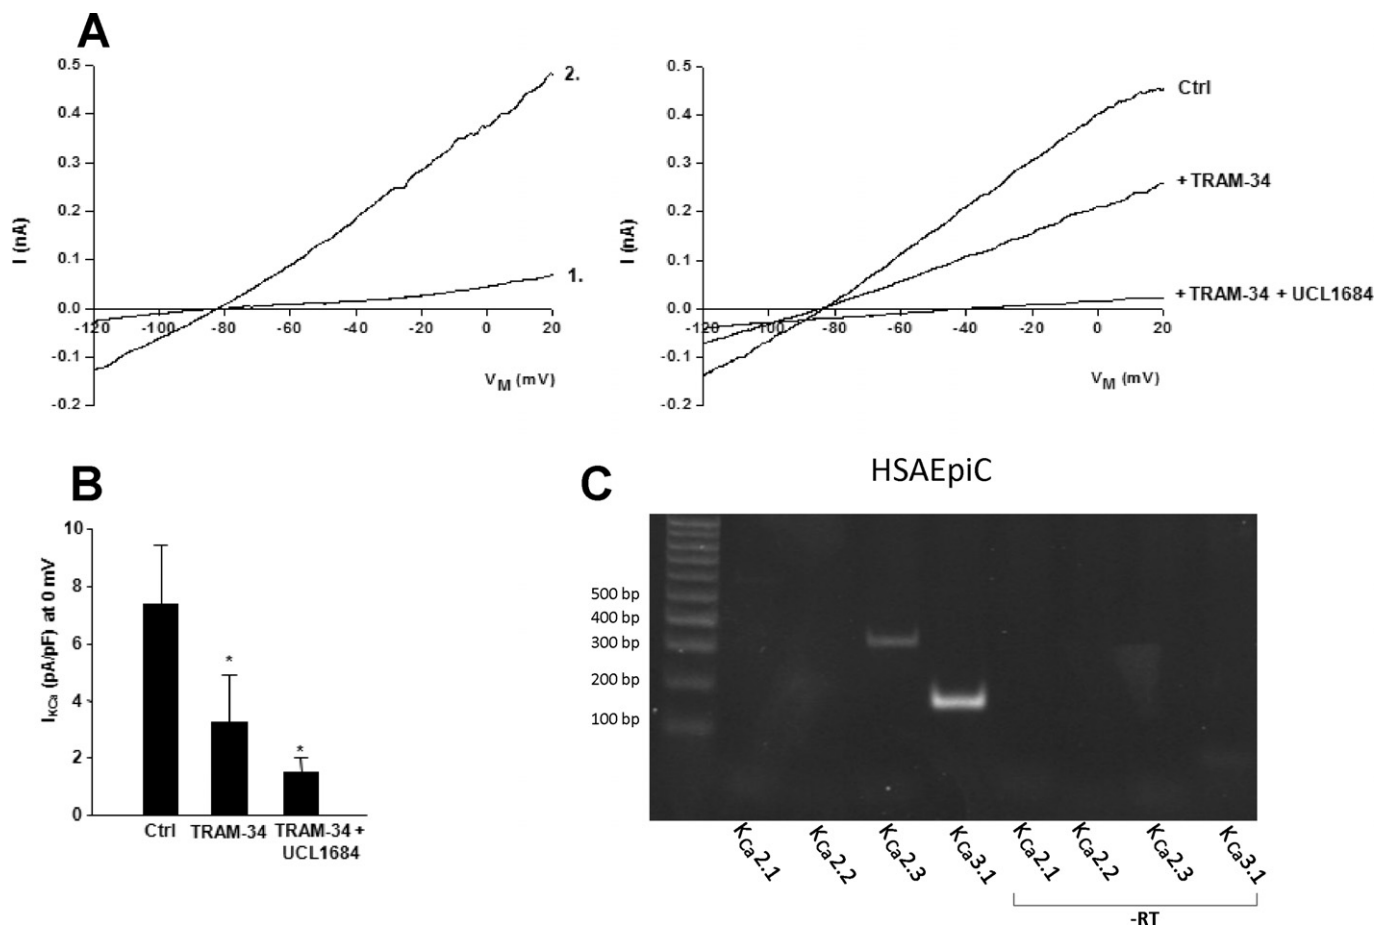 A
0.5
0.4
0.3
0.2
0.1
0.0
-0.1
-0.2
I (nA)
-120 -100 -80 -60 -40 -20 0 20
V_M (mV)
2.
1.
0.5
0.4
0.3
0.2
0.1
0.0
-0.1
-0.2
I (nA)
-120 -100 -80 -60 -40 -20 0 20
V_M (mV)
Ctrl
+ TRAM-34
+ TRAM-34 + UCL1684
B
10
8
6
4
2
0
I_KCa (pA/pF) at 0 mV
*
*
Ctrl TRAM-34 TRAM-34 +
UCL1684
C
HSAEpiC
500 bp
400 bp
300 bp
200 bp
100 bp
KCa2.1 KCa2.2 KCa2.3 KCa3.1 KCa2.1 KCa2.2 KCa2.3 KCa3.1
-RT